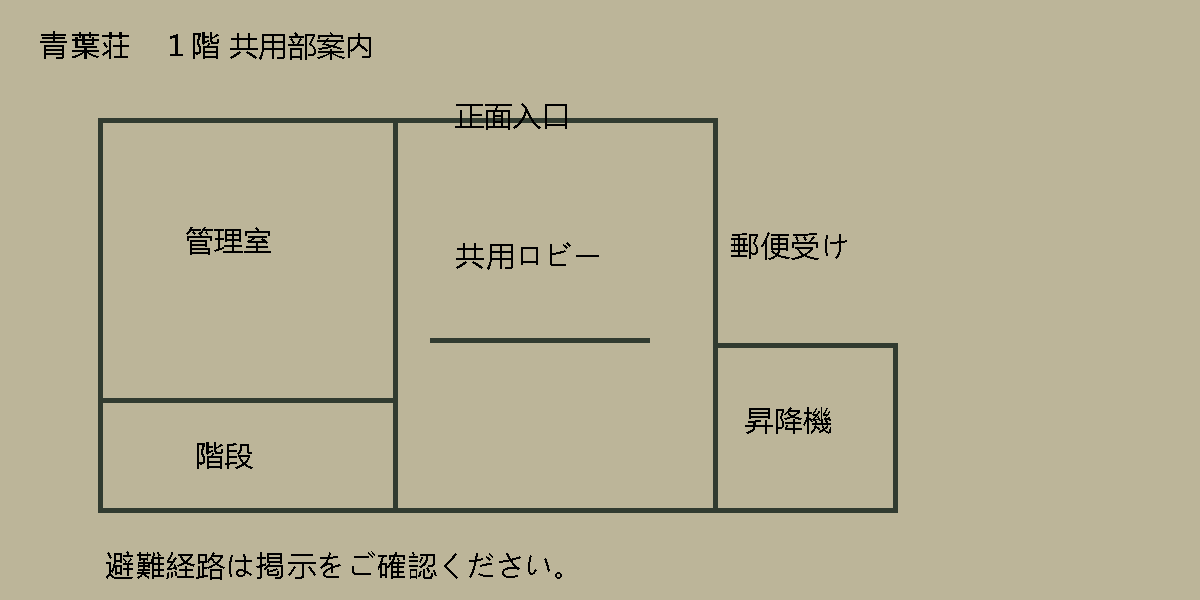 青葉荘　１階 共用部案内
正面入口
管理室
共用ロビー
郵便受け
昇降機
階段
避難経路は掲示をご確認ください。